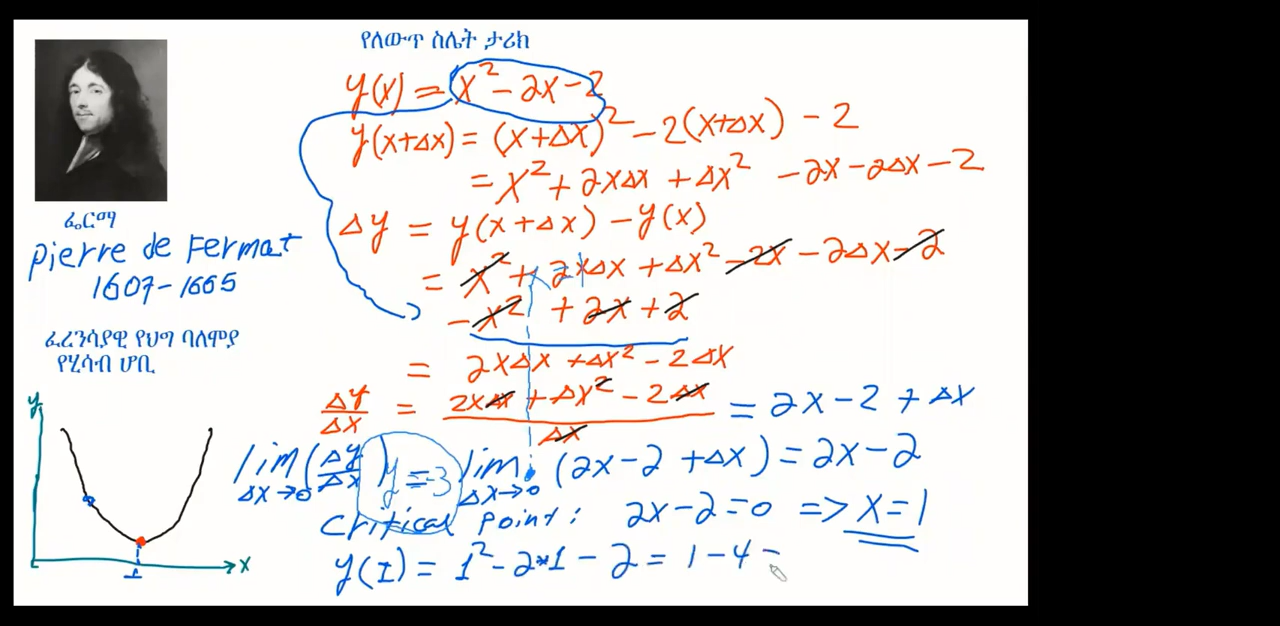 የለውጥ ስሌት ታሪክ
y(x) = x² - 2x - 2
y(x+Δx) = (x+Δx)² - 2(x+Δx) - 2
= x² + 2xΔx + Δx² - 2x - 2Δx - 2
Δy = y(x+Δx) - y(x)
= x² + 2xΔx + Δx² - 2x - 2Δx - 2
- x² + 2x + 2
= 2xΔx + Δx² - 2Δx
Δy/Δx = (2xΔx + Δx² - 2Δx)/Δx = 2x - 2 + Δx
lim Δx→0 (Δy/Δx) y = -3 lim Δx→0 (2x - 2 + Δx) = 2x - 2
Critical Point: 2x - 2 = 0 => x = 1
y(1) = 1² - 2*1 - 2 = 1 - 4 =
ፌርማ
Pierre de Fermat
1607-1665
ፈረንሳያዊ የህግ ባለሞያ
የሂሳብ ሆቢ
y
x
1